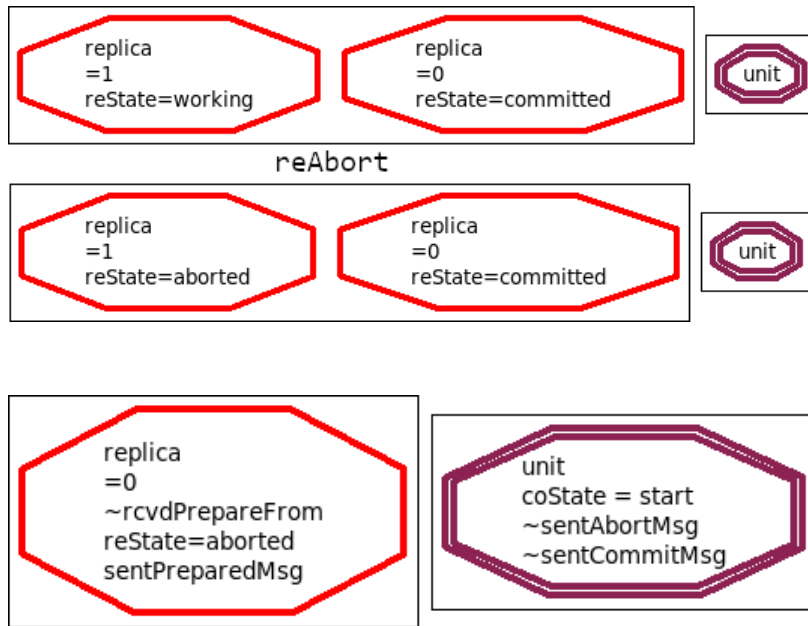 replica
=1
reState=working
replica
=0
reState=committed
unit
reAbort
replica
=1
reState=aborted
replica
=0
reState=committed
unit
replica
=0
~rcvdPrepareFrom
reState=aborted
sentPreparedMsg
unit
coState = start
~sentAbortMsg
~sentCommitMsg